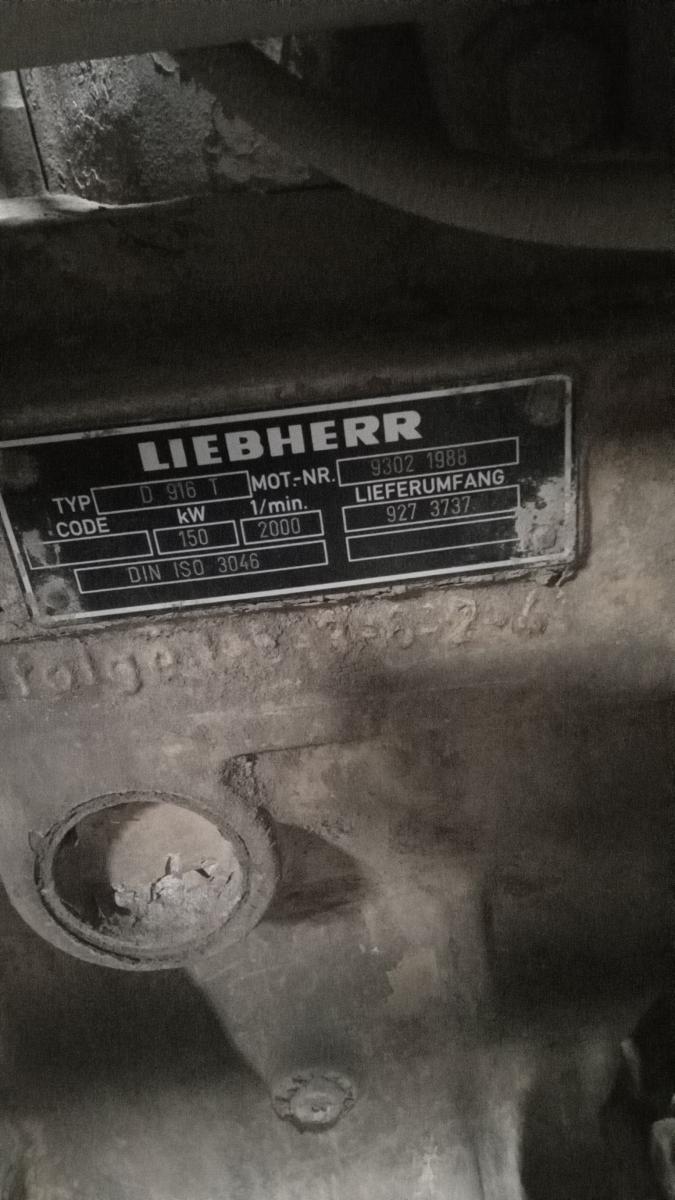 LIEBHERR
TYP D 916 T MOT.-NR. 9302 1988
CODE kW 1/min. LIEFERUMFANG
150 2000 927 3737
DIN ISO 3046